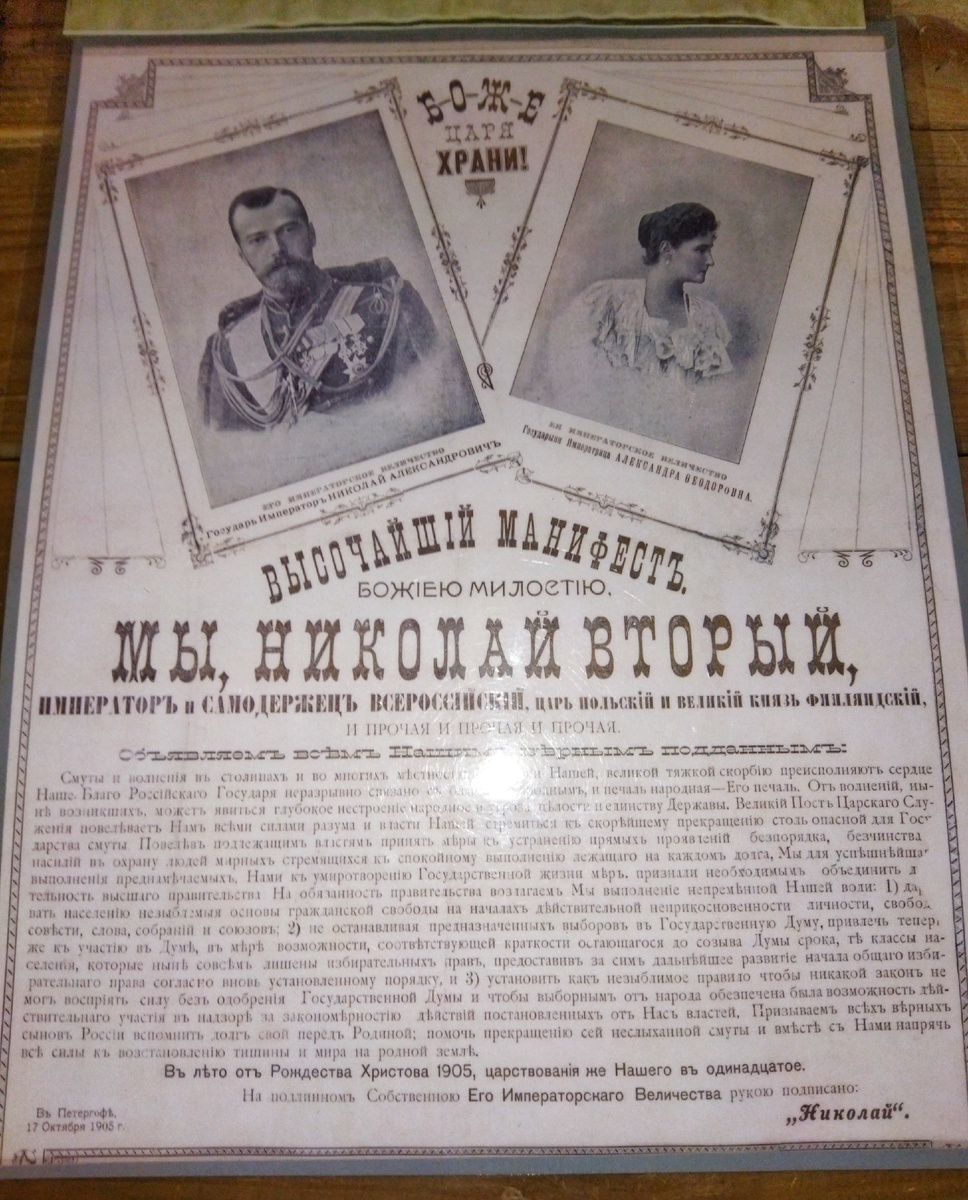 Б-О-Ж-Е
ЦАРЯ
ХРАНИ!
ЕГО ИМПЕРАТОРСКОЕ ВЕЛИЧЕСТВО
Государь Императоръ НИКОЛАЙ АЛЕКСАНДРОВИЧЪ
ЕЯ ИМПЕРАТОРСКОЕ ВЕЛИЧЕСТВО
Государыня Императрица АЛЕКСАНДРА ѲЕОДОРОВНА.
ВЫСОЧАЙШІЙ МАНИФЕСТЪ.
БОЖІЕЮ МИЛОСТІЮ,
МЫ, НИКОЛАЙ ВТОРЫЙ,
ИМПЕРАТОРЪ и САМОДЕРЖЕЦЪ ВСЕРОССІЙСКІЙ, ЦАРЬ ПОЛЬСКІЙ И ВЕЛИКІЙ КНЯЗЬ ФИНЛЯНДСКІЙ,
И ПРОЧАЯ И ПРОЧАЯ И ПРОЧАЯ.
Объявляемъ всѣмъ Нашимъ вѣрнымъ подданнымъ:
Смуты и волненія въ столицахъ и во многихъ Нашей, великой тяжкой скорбію преисполняютъ сердце
Наше. Благо Россійскаго Государя неразрывно связано съ и печаль народная—Его печаль. Отъ волненій, ны-
нѣ возникшихъ, можетъ явиться глубокое нестроеніе народное и цѣлости и единству Державы. Великій Постъ Царскаго Слу-
женія повелѣваетъ Намъ всѣми силами разума и власти Нашей стремиться къ скорѣйшему прекращенію столь опасной для Госу
дарства смуты. Повелѣвъ подлежащимъ властямъ принять мѣры къ устраненію прямыхъ проявленій безпорядка, безчинства
насилій въ охрану людей мирныхъ стремящихся къ спокойному выполненію лежащаго на каждомъ долга, Мы для успѣшнѣйша
выполненія преднамѣчаемыхъ, Нами къ умиротворенію Государственной жизни мѣръ, признали необходимымъ объединить д
тельность высшаго правительства На обязанность правительства возлагаемъ Мы выполненіе непремѣнной Нашей воли: 1) да
вать населенію незыблемыя основы гражданской свободы на началахъ дѣйствительной неприкосновенности личности, свобод
совѣсти, слова, собраній и союзовъ; 2) не останавливая предназначенныхъ выборовъ въ Государственную Думу, привлечь тепер
же къ участію въ Думѣ, въ мѣрѣ возможности, соотвѣтствующей краткости остающагося до созыва Думы срока, тѣ классы на-
селенія, которые нынѣ совсѣмъ лишены избирательныхъ правъ, предоставивъ за симъ дальнѣйшее развитіе начала общаго изби-
рательнаго права согласно вновь установленному порядку, и 3) установить какъ незыблимое правило чтобы никакой законъ не
могъ воспріять силу безъ одобренія Государственной Думы и чтобы выборнымъ отъ народа обезпечена была возможность дѣй-
ствительнаго участія въ надзорѣ за закономѣрностію дѣйствій постановленныхъ отъ Насъ властей. Призываемъ всѣхъ вѣрныхъ
сыновъ Россіи вспомнить долгъ свой передъ Родиной; помочь прекращенію сей неслыханной смуты и вмѣстѣ съ Нами напрячь
всѣ силы къ возстановленію тишины и мира на родной землѣ.
Въ лѣто отъ Рождества Христова 1905, царствованія же Нашего въ одинадцатое.
На подлинномъ Собственною Его Императорскаго Величества рукою подписано:
„Николай“.
Въ Петергофѣ,
17 Октября 1905 г.